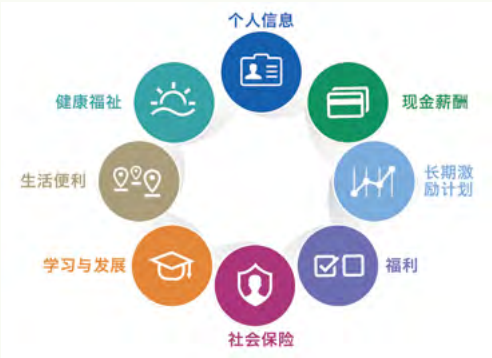 个人信息
健康福祉
现金薪酬
生活便利
长期激
励计划
学习与发展
福利
社会保险